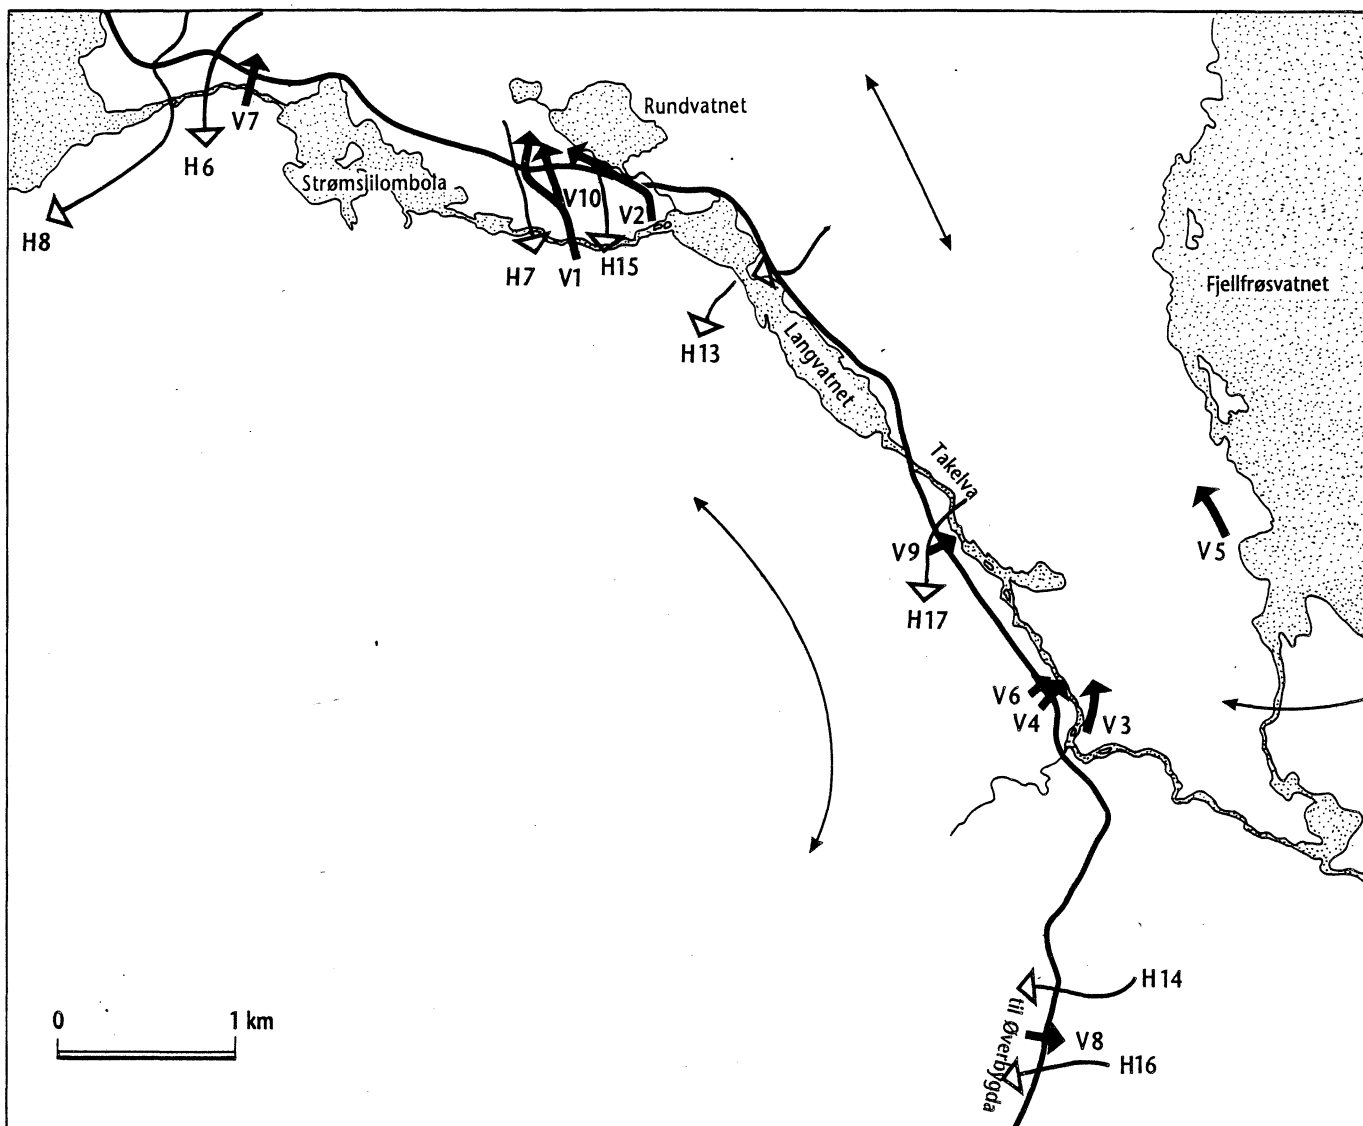 Rundvatnet
V7
H6
Strømslilombola
V10
V2
H8
H7
V1
H15
Fjellfrøsvatnet
H13
Langvatnet
Takelva
V9
V5
H17
V6
V4
V3
H14
til Øverbygda
0
1 km
V8
H16